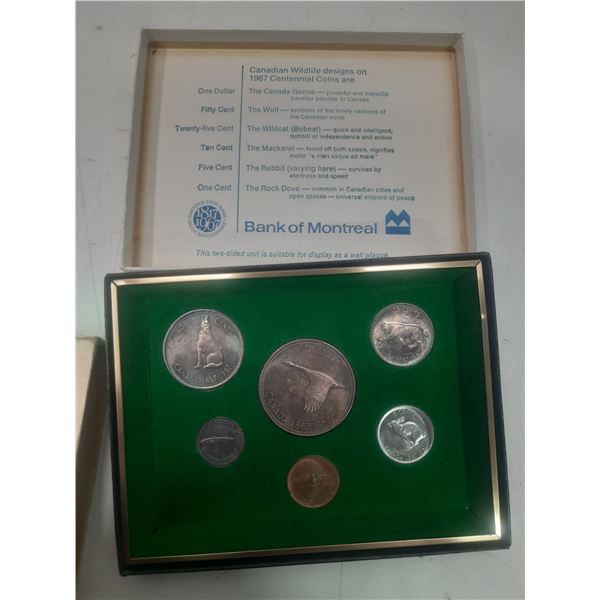 Canadian Wildlife designs on
1967 Centennial Coins are
One Dollar The Canada Goose — powerful and majestic
traveller peculiar to Canada
Fifty Cent The Wolf — symbolic of the lonely vastness of
the Canadian north
Twenty-five Cent The Wildcat (Bobcat) — quick and intelligent,
symbol of independence and action
Ten Cent The Mackerel — found off both coasts, signifies
motto "a mari usque ad mare"
Five Cent The Rabbit (varying hare) — survives by
alertness and speed
One Cent The Rock Dove — common in Canadian cities and
open spaces — universal emblem of peace
1817
1967
Bank of Montreal
This two-sided unit is suitable for display as a wall plaque.
CENT
CANADA 1867-1967
DOLLAR
CANADA 1867-1967